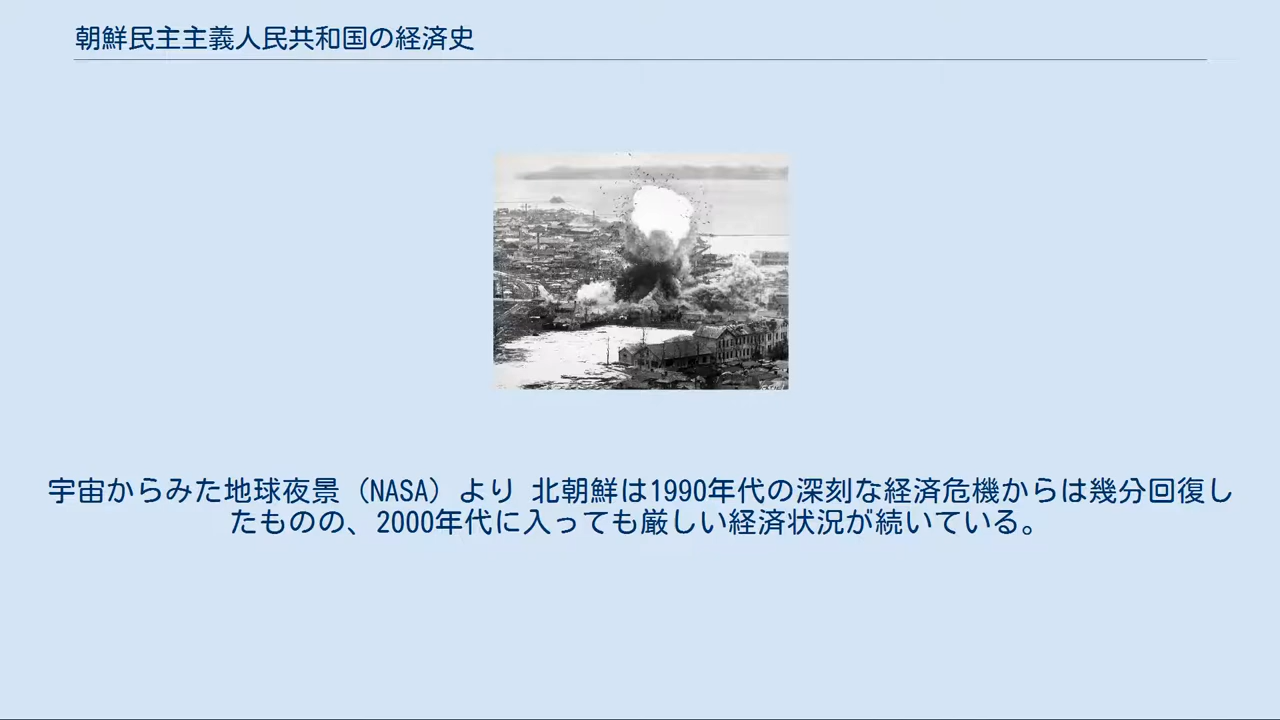 朝鮮民主主義人民共和国の経済史
宇宙からみた地球夜景（NASA）より 北朝鮮は1990年代の深刻な経済危機からは幾分回復し
たものの、2000年代に入っても厳しい経済状況が続いている。